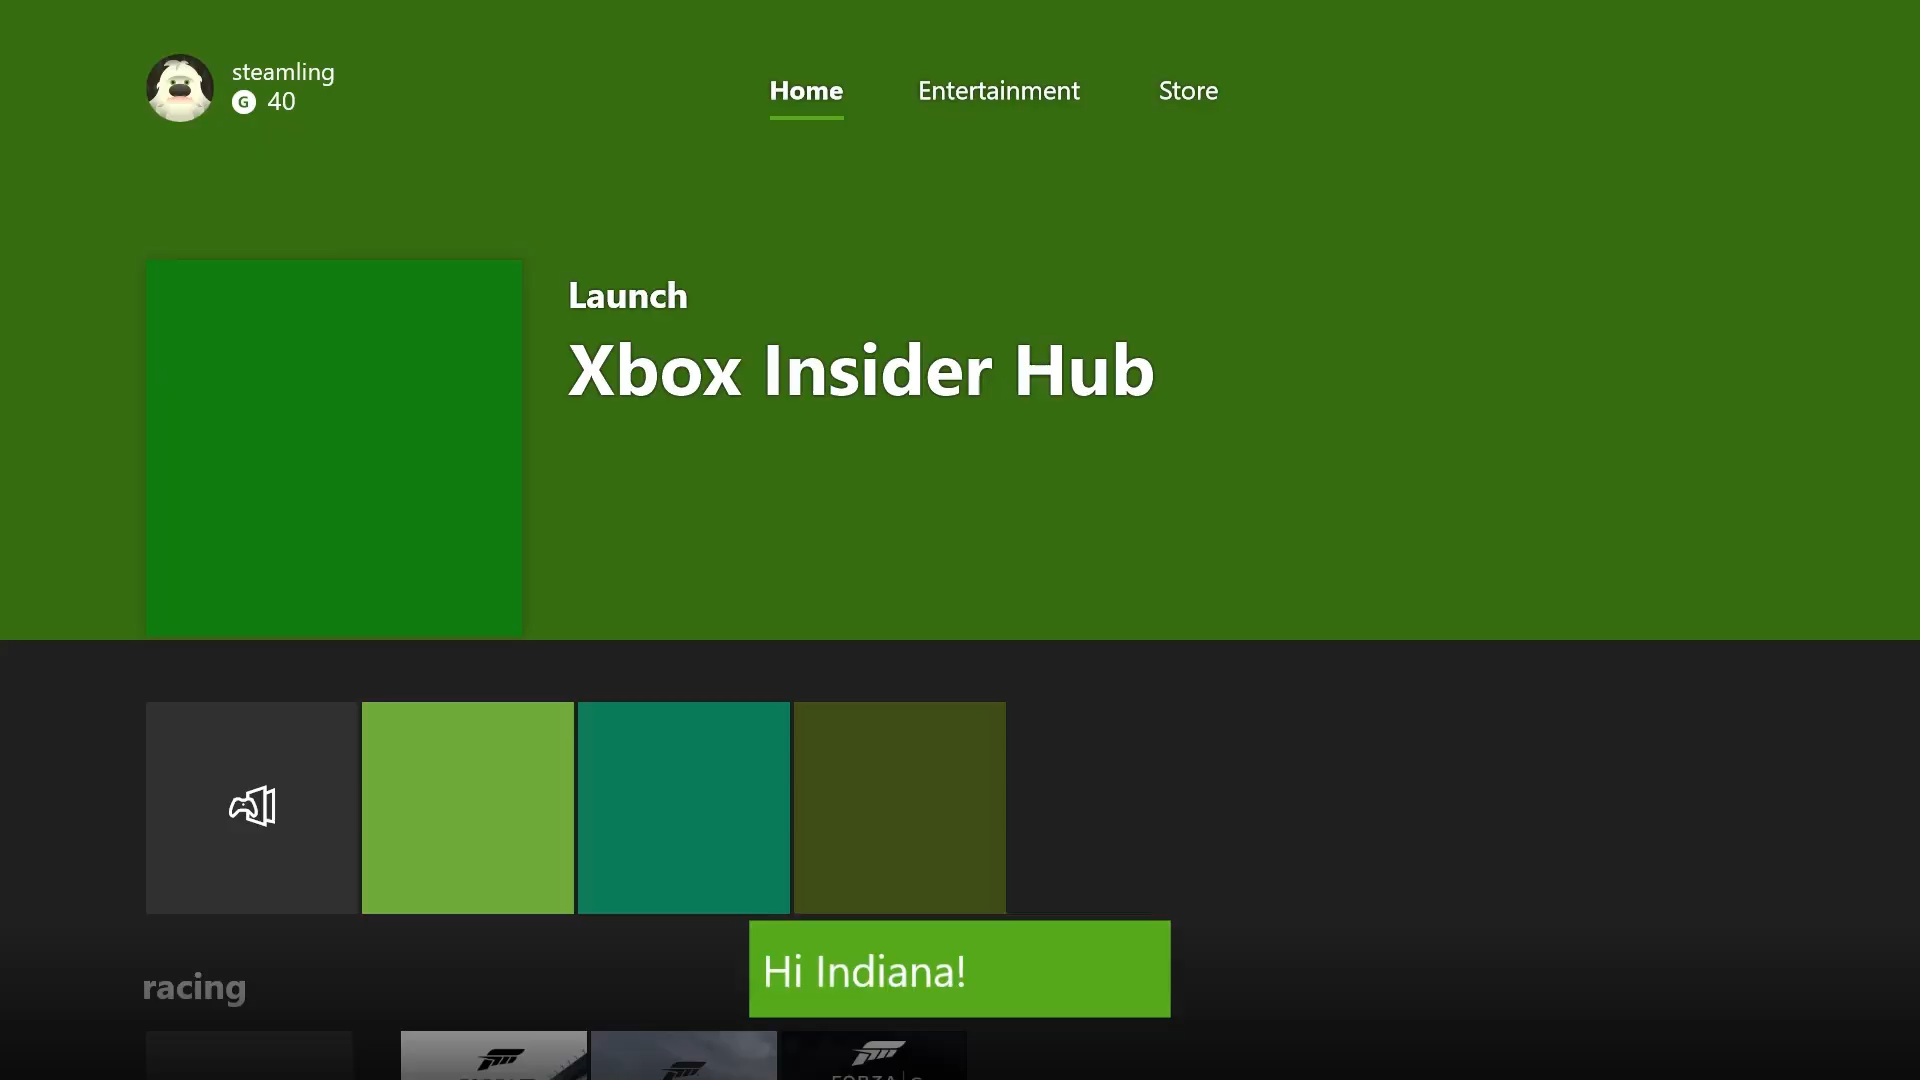 steamling
G 40
Home Entertainment Store
Launch
Xbox Insider Hub
Hi Indiana!
racing